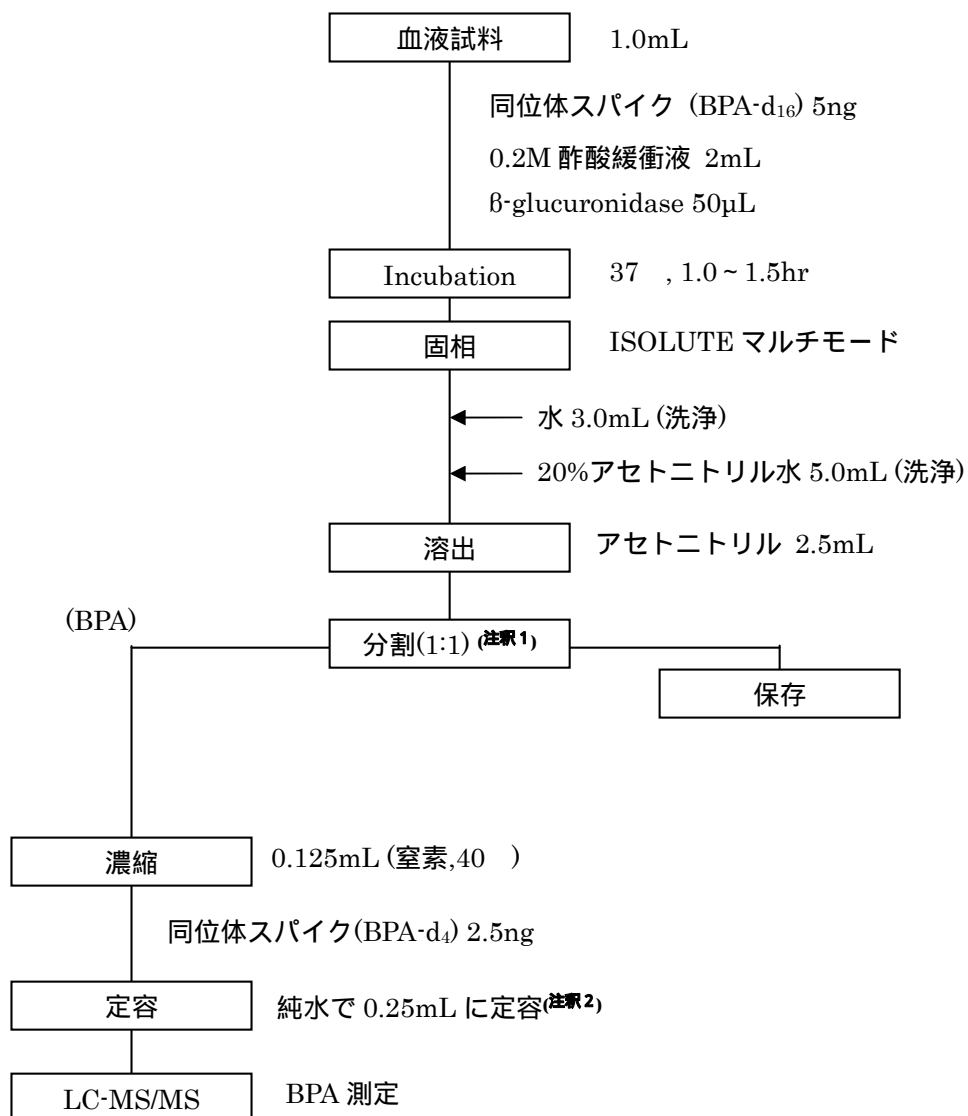 血液試料 1.0mL
同位体スパイク (BPA-d16) 5ng
0.2M 酢酸緩衝液 2mL
β-glucuronidase 50μL
Incubation 37 , 1.0 ~ 1.5hr
固相 ISOLUTE マルチモード
水 3.0mL (洗浄)
20%アセトニトリル水 5.0mL (洗浄)
溶出 アセトニトリル 2.5mL
(BPA)
分割(1:1) (注釈 1)
保存
濃縮 0.125mL (窒素,40 )
同位体スパイク(BPA-d4) 2.5ng
定容 純水で 0.25mL に定容(注釈 2)
LC-MS/MS BPA 測定